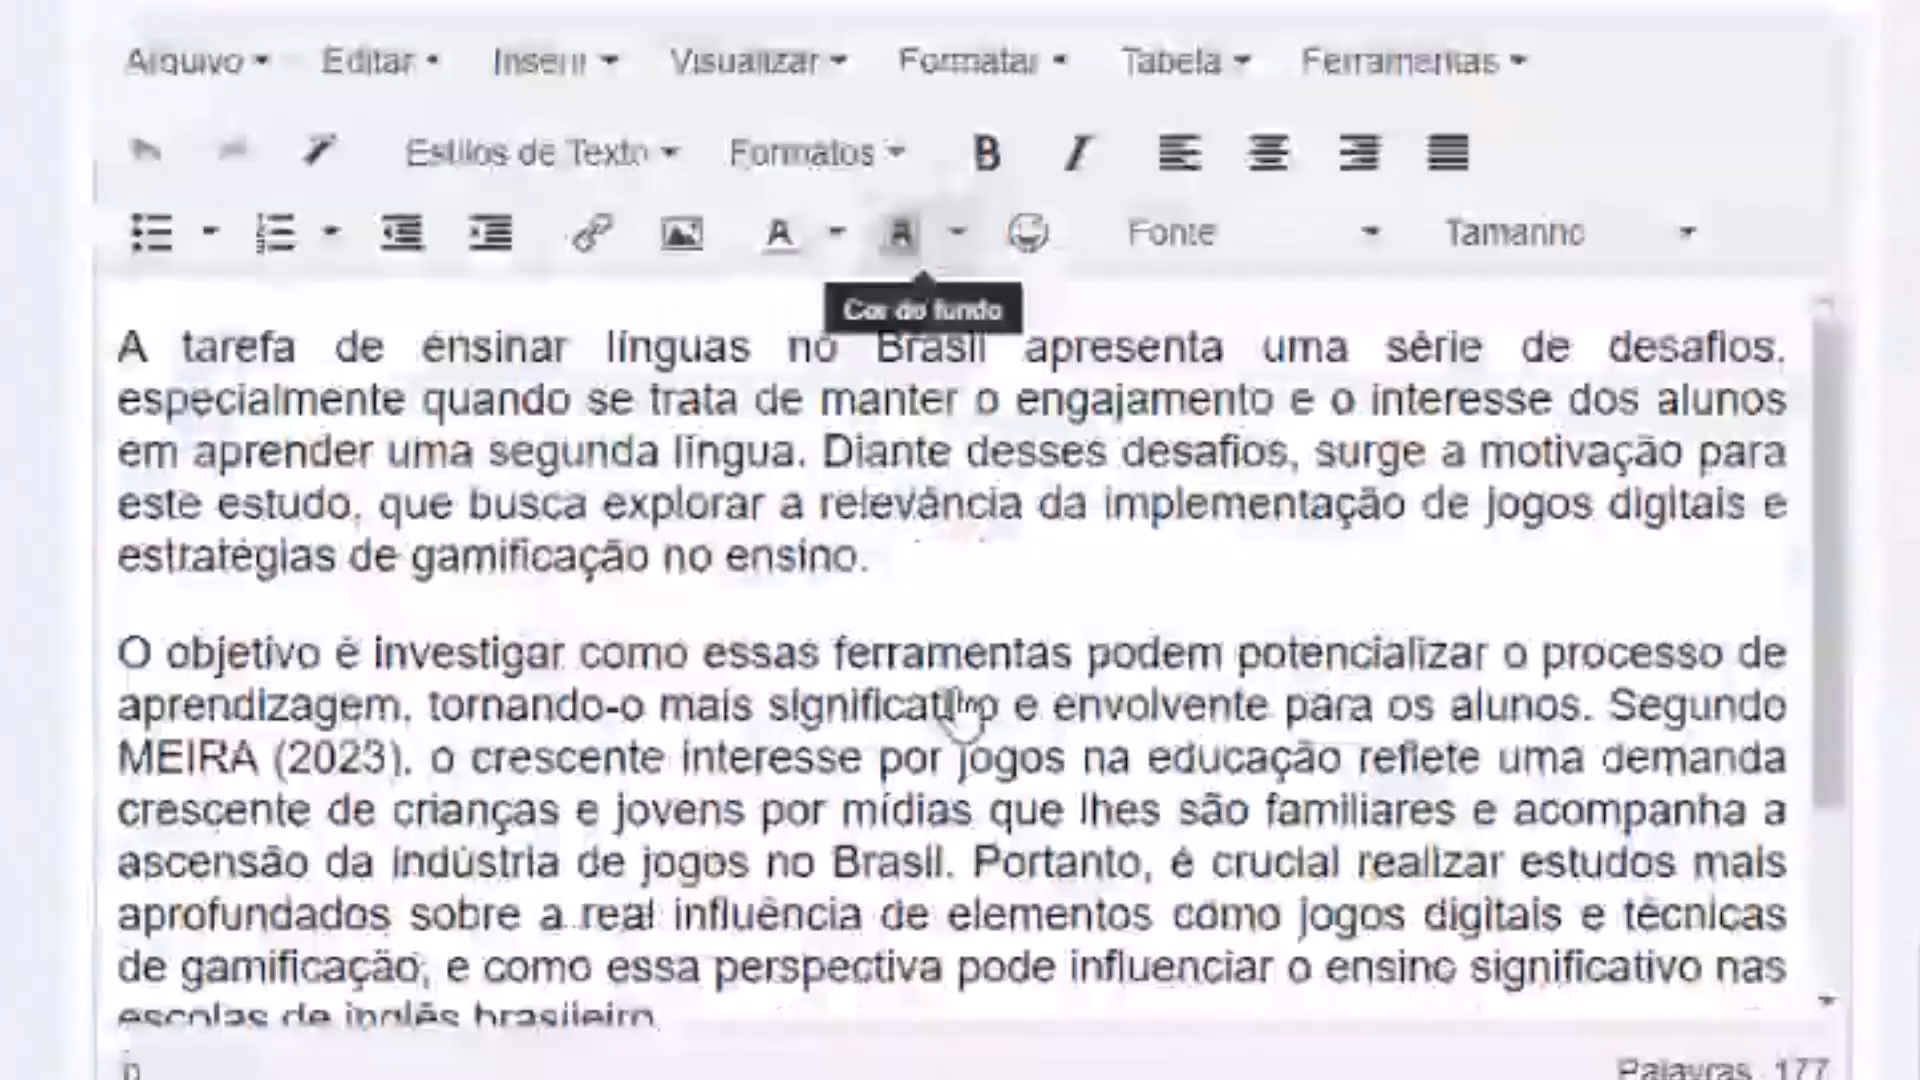 Arquivo Editar Inserir Visualizar Formatar Tabela Ferramentas
Estilos de Texto Formatos B I
A A Fonte Tamanho
Cor do fundo
A tarefa de ensinar línguas no Brasil apresenta uma série de desafios,
especialmente quando se trata de manter o engajamento e o interesse dos alunos
em aprender uma segunda língua. Diante desses desafios, surge a motivação para
este estudo, que busca explorar a relevância da implementação de jogos digitais e
estratégias de gamificação no ensino.
O objetivo é investigar como essas ferramentas podem potencializar o processo de
aprendizagem, tornando-o mais significativo e envolvente para os alunos. Segundo
MEIRA (2023), o crescente interesse por jogos na educação reflete uma demanda
crescente de crianças e jovens por mídias que lhes são familiares e acompanha a
ascensão da indústria de jogos no Brasil. Portanto, é crucial realizar estudos mais
aprofundados sobre a real influência de elementos como jogos digitais e técnicas
de gamificação, e como essa perspectiva pode influenciar o ensino significativo nas
escolas de inglês brasileiro.
p Palavras 177